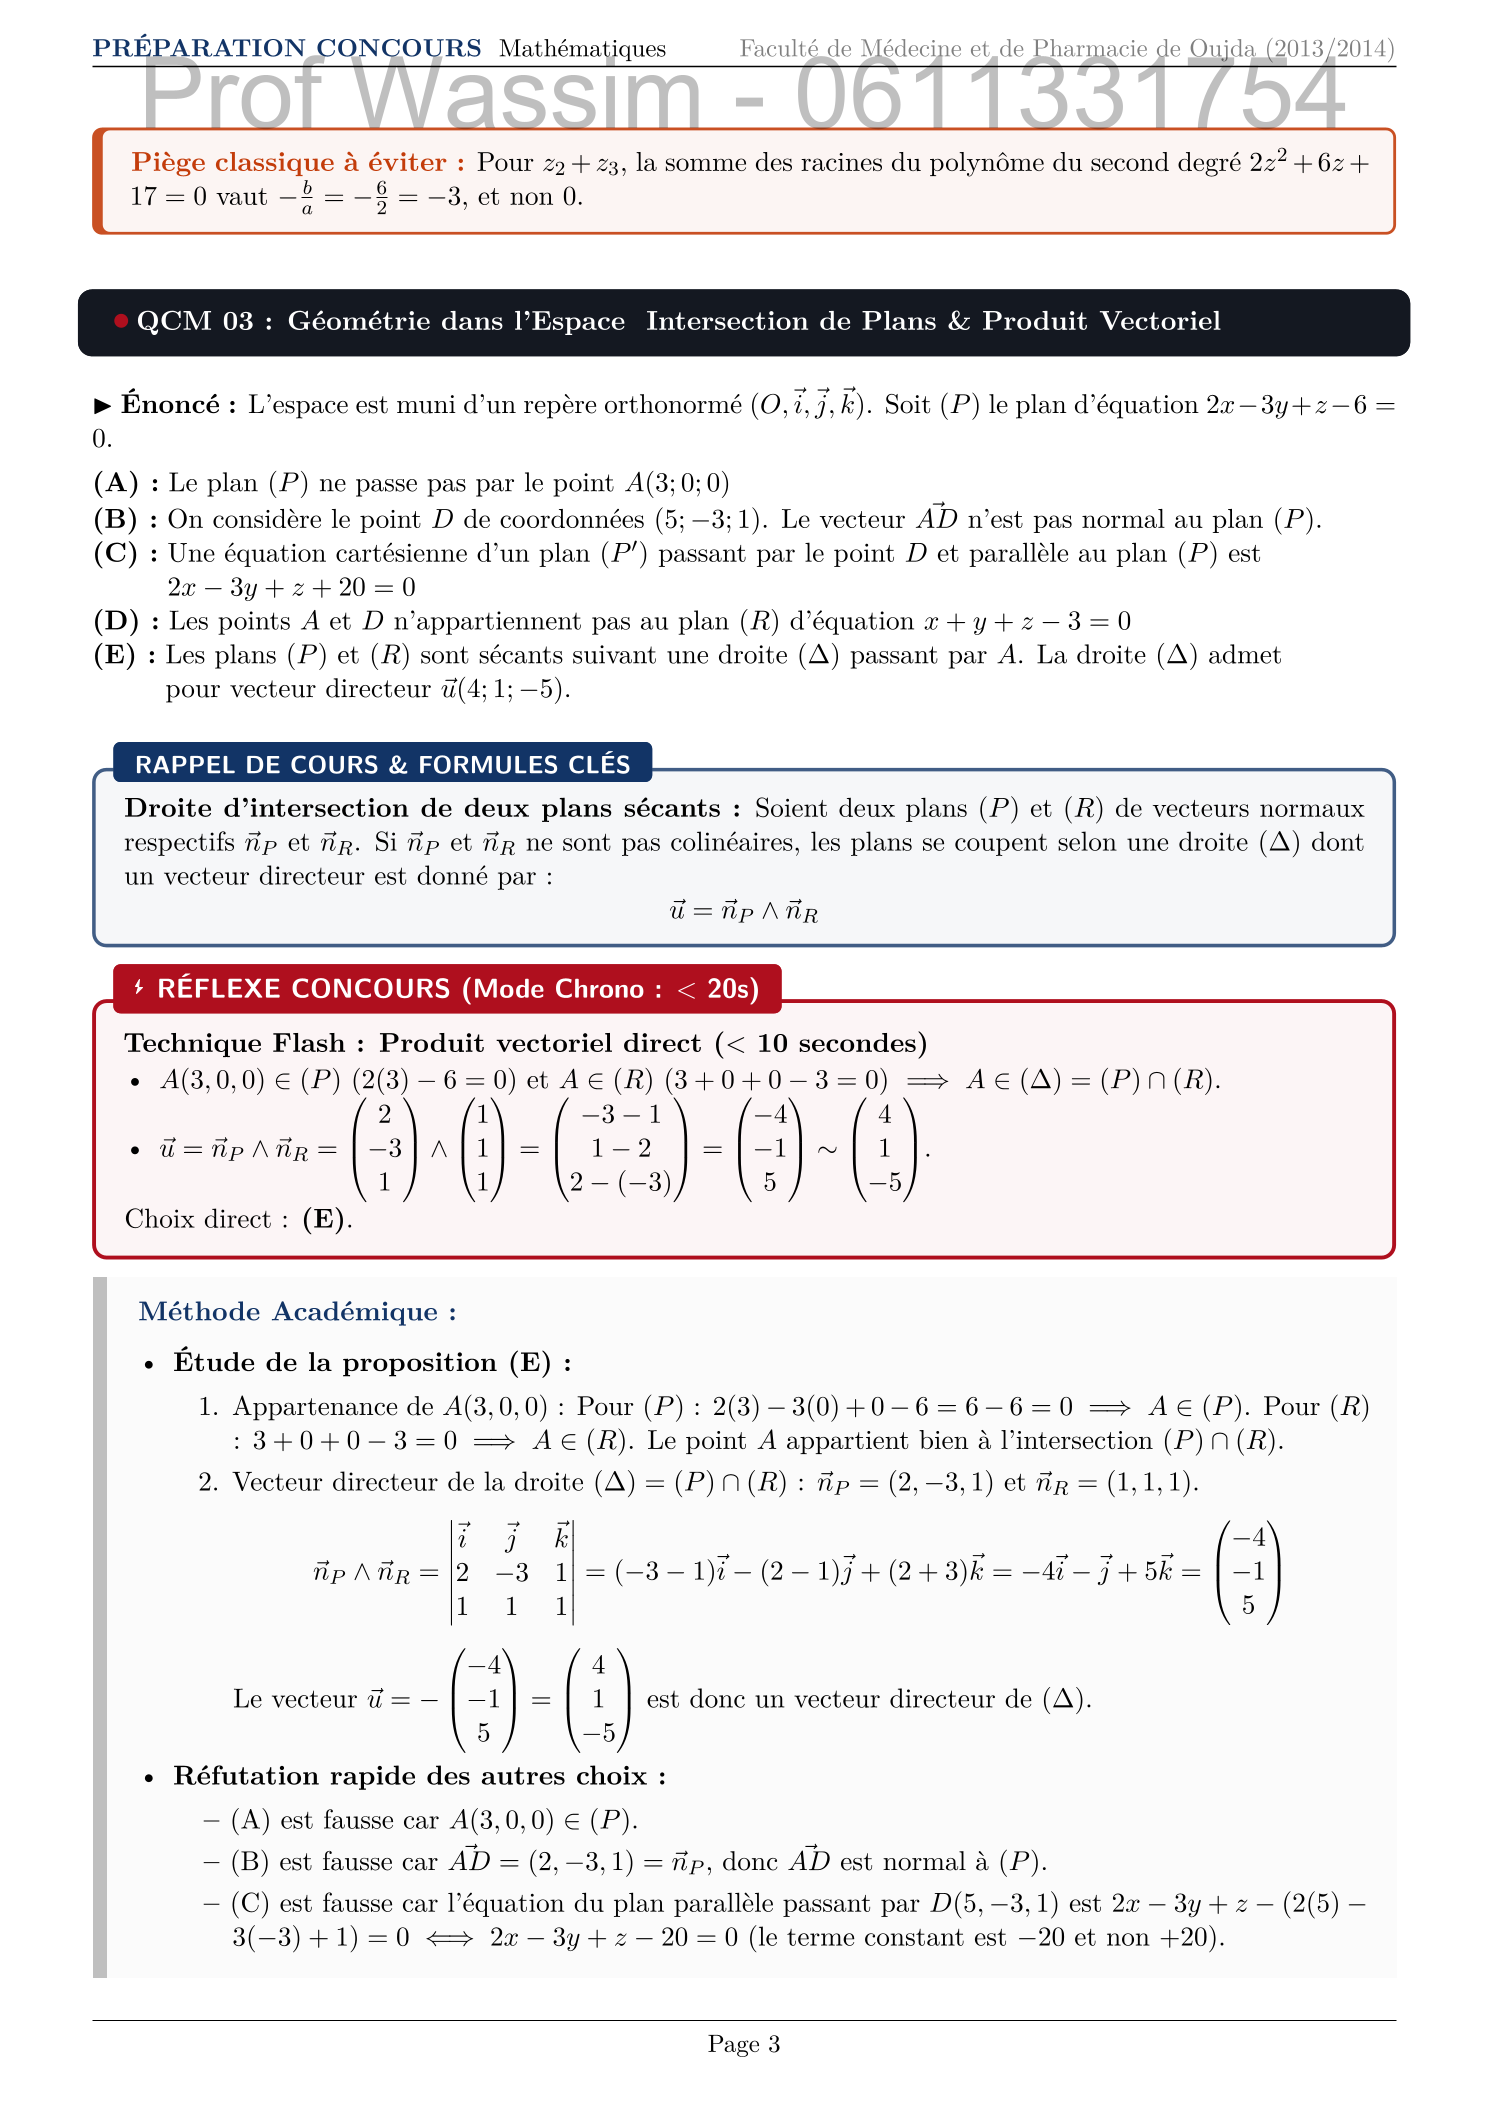 PRÉPARATION CONCOURS Mathématiques Faculté de Médecine et de Pharmacie de Oujda (2013/2014)
Prof Wassim - 0611331754
Piège classique à éviter : Pour z₂ + z₃, la somme des racines du polynôme du second degré 2z² + 6z +
17 = 0 vaut −b/a = −6/2 = −3, et non 0.
● QCM 03 : Géométrie dans l'Espace Intersection de Plans & Produit Vectoriel
▶ Énoncé : L'espace est muni d'un repère orthonormé (O, i⃗, j⃗, k⃗). Soit (P) le plan d'équation 2x−3y+z−6 =
0.
(A) : Le plan (P) ne passe pas par le point A(3; 0; 0)
(B) : On considère le point D de coordonnées (5; −3; 1). Le vecteur AD⃗ n'est pas normal au plan (P).
(C) : Une équation cartésienne d'un plan (P′) passant par le point D et parallèle au plan (P) est
2x − 3y + z + 20 = 0
(D) : Les points A et D n'appartiennent pas au plan (R) d'équation x + y + z − 3 = 0
(E) : Les plans (P) et (R) sont sécants suivant une droite (Δ) passant par A. La droite (Δ) admet
pour vecteur directeur u⃗(4; 1; −5).
RAPPEL DE COURS & FORMULES CLÉS
Droite d'intersection de deux plans sécants : Soient deux plans (P) et (R) de vecteurs normaux
respectifs n⃗_P et n⃗_R. Si n⃗_P et n⃗_R ne sont pas colinéaires, les plans se coupent selon une droite (Δ) dont
un vecteur directeur est donné par :
u⃗ = n⃗_P ∧ n⃗_R
⚡ RÉFLEXE CONCOURS (Mode Chrono : < 20s)
Technique Flash : Produit vectoriel direct (< 10 secondes)
• A(3, 0, 0) ∈ (P) (2(3) − 6 = 0) et A ∈ (R) (3 + 0 + 0 − 3 = 0) ⟹ A ∈ (Δ) = (P) ∩ (R).
• u⃗ = n⃗_P ∧ n⃗_R = (2 −3 1) ∧ (1 1 1) = (−3 − 1 1 − 2 2 − (−3)) = (−4 −1 5) ∼ (4 1 −5).
Choix direct : (E).
Méthode Académique :
• Étude de la proposition (E) :
1. Appartenance de A(3, 0, 0) : Pour (P) : 2(3) − 3(0) + 0 − 6 = 6 − 6 = 0 ⟹ A ∈ (P). Pour (R)
: 3 + 0 + 0 − 3 = 0 ⟹ A ∈ (R). Le point A appartient bien à l'intersection (P) ∩ (R).
2. Vecteur directeur de la droite (Δ) = (P) ∩ (R) : n⃗_P = (2, −3, 1) et n⃗_R = (1, 1, 1).
n⃗_P ∧ n⃗_R = |i⃗ j⃗ k⃗ 2 −3 1 1 1 1| = (−3 − 1)i⃗ − (2 − 1)j⃗ + (2 + 3)k⃗ = −4i⃗ − j⃗ + 5k⃗ = (−4 −1 5)
Le vecteur u⃗ = − (−4 −1 5) = (4 1 −5) est donc un vecteur directeur de (Δ).
• Réfutation rapide des autres choix :
– (A) est fausse car A(3, 0, 0) ∈ (P).
– (B) est fausse car AD⃗ = (2, −3, 1) = n⃗_P, donc AD⃗ est normal à (P).
– (C) est fausse car l'équation du plan parallèle passant par D(5, −3, 1) est 2x − 3y + z − (2(5) −
3(−3) + 1) = 0 ⟺ 2x − 3y + z − 20 = 0 (le terme constant est −20 et non +20).
Page 3